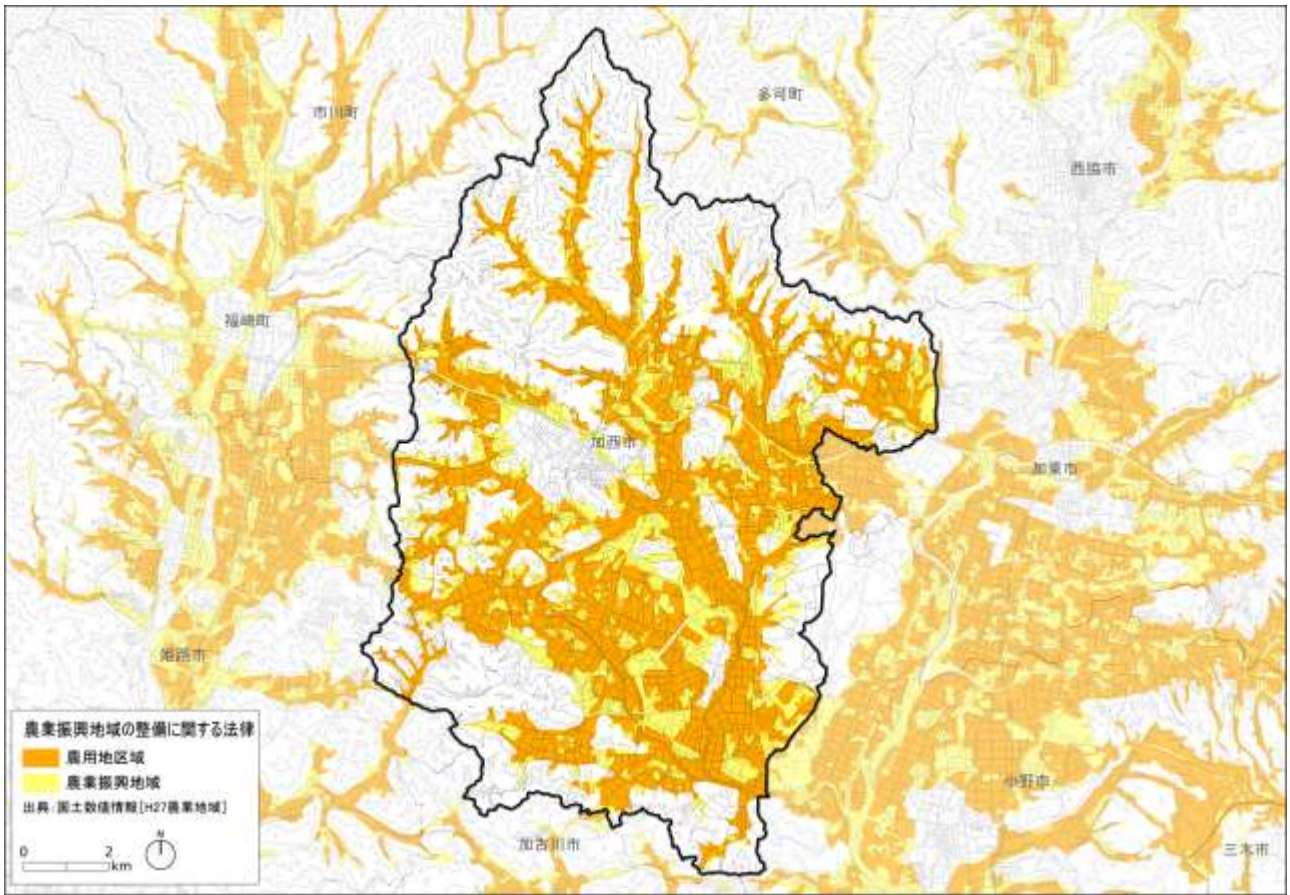 市川町
多可町
西脇市
福崎町
加西市
加東市
姫路市
小野市
加古川市
三木市
農業振興地域の整備に関する法律
農用地区域
農業振興地域
出典:国土数値情報[H27農業地域]
N
0 2
km